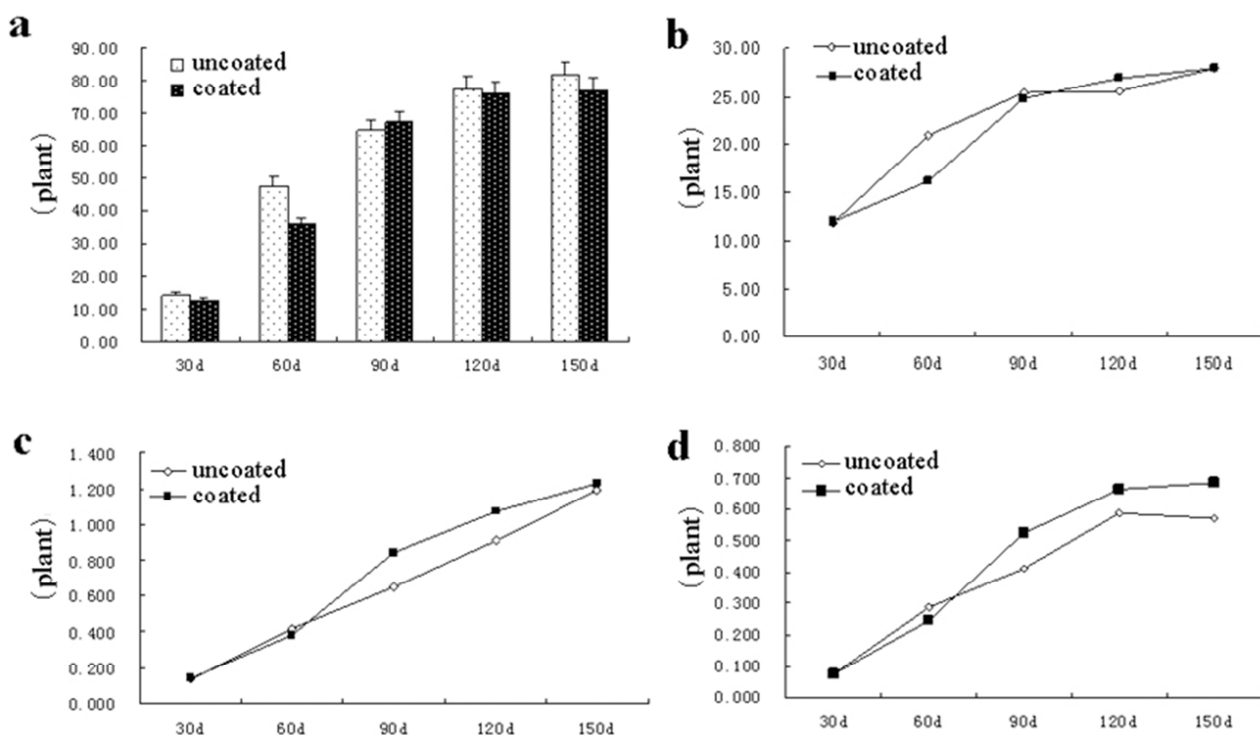 a
90.00
80.00
70.00
60.00
50.00
40.00
30.00
20.00
10.00
0.00
(plant)
uncoated
coated
30d 60d 90d 120d 150d
b
30.00
25.00
20.00
15.00
10.00
5.00
0.00
(plant)
uncoated
coated
30d 60d 90d 120d 150d
c
1.400
1.200
1.000
0.800
0.600
0.400
0.200
0.000
(plant)
uncoated
coated
30d 60d 90d 120d 150d
d
0.800
0.700
0.600
0.500
0.400
0.300
0.200
0.100
0.000
(plant)
uncoated
coated
30d 60d 90d 120d 150d